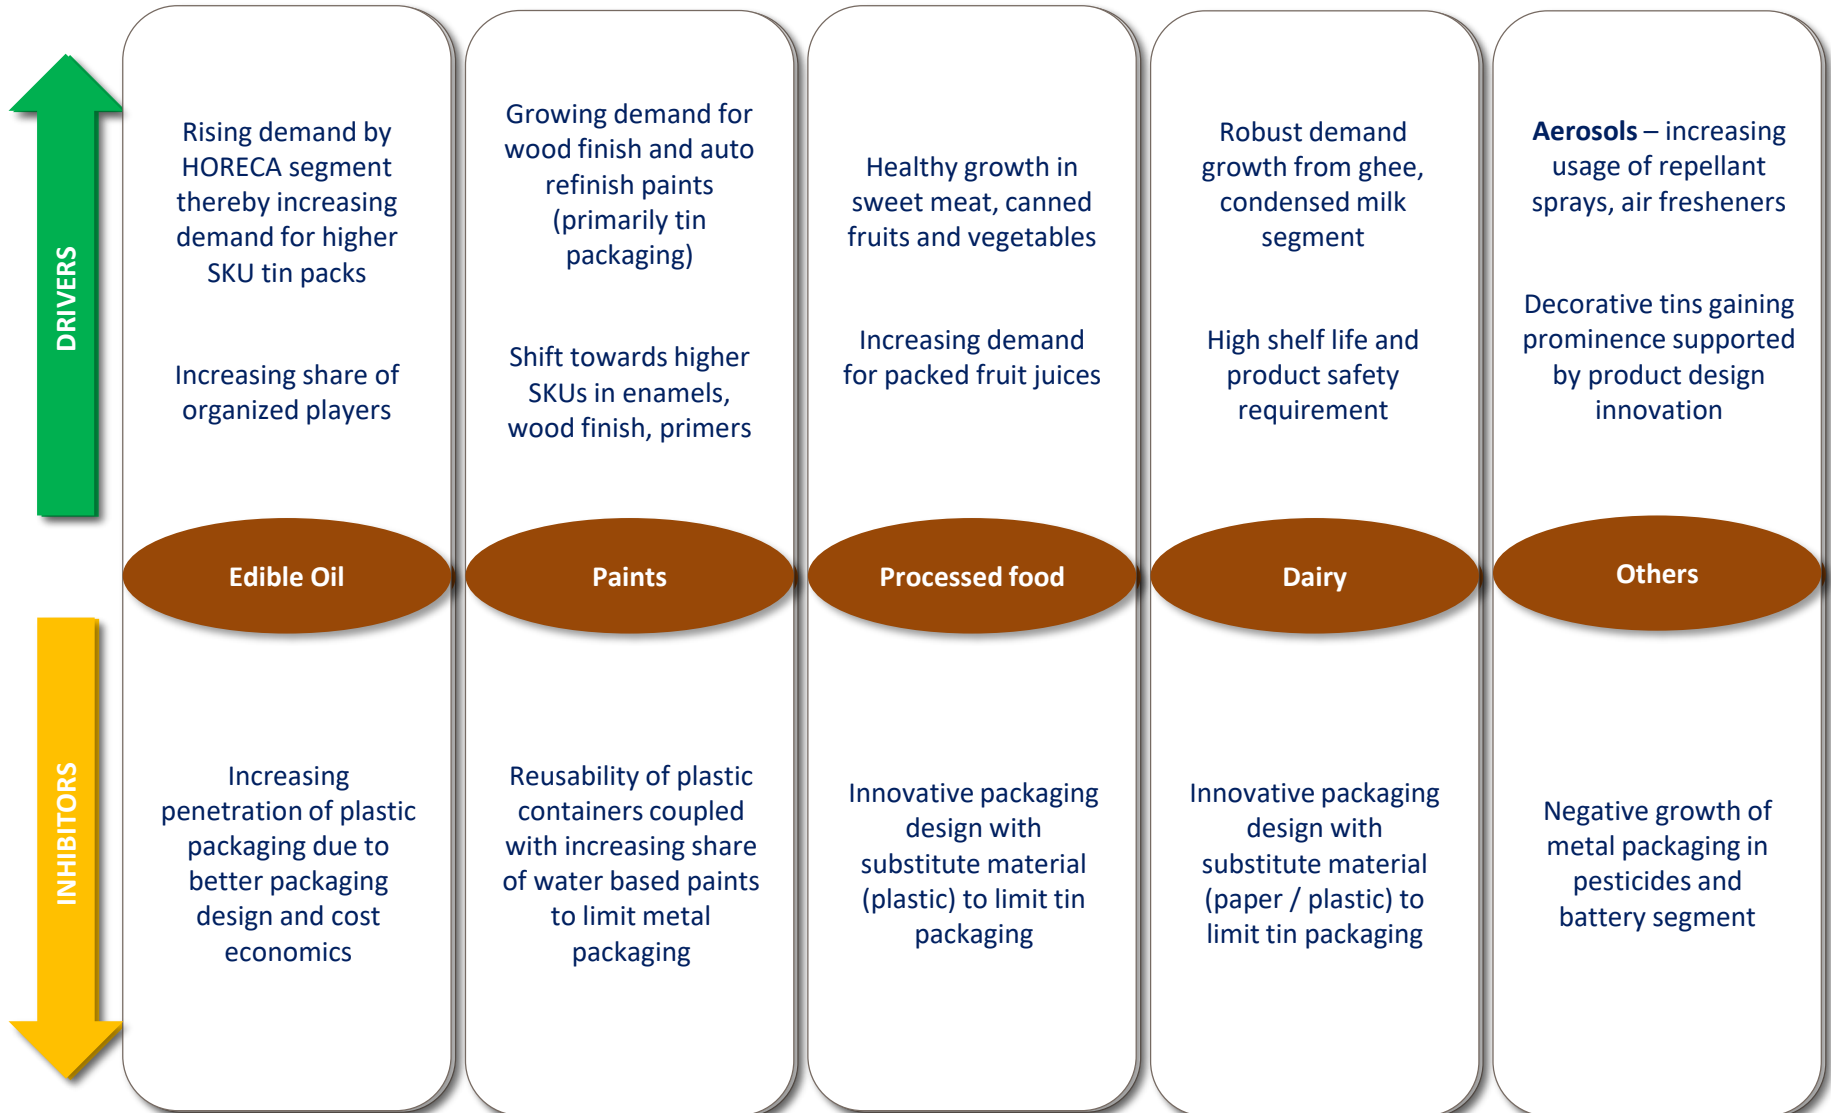 DRIVERS
Rising demand by
HORECA segment
thereby increasing
demand for higher
SKU tin packs
Increasing share of
organized players
Growing demand for
wood finish and auto
refinish paints
(primarily tin
packaging)
Shift towards higher
SKUs in enamels,
wood finish, primers
Healthy growth in
sweet meat, canned
fruits and vegetables
Increasing demand
for packed fruit juices
Robust demand
growth from ghee,
condensed milk
segment
High shelf life and
product safety
requirement
Aerosols – increasing
usage of repellant
sprays, air fresheners
Decorative tins gaining
prominence supported
by product design
innovation
Edible Oil
Paints
Processed food
Dairy
Others
INHIBITORS
Increasing
penetration of plastic
packaging due to
better packaging
design and cost
economics
Reusability of plastic
containers coupled
with increasing share
of water based paints
to limit metal
packaging
Innovative packaging
design with
substitute material
(plastic) to limit tin
packaging
Innovative packaging
design with
substitute material
(paper / plastic) to
limit tin packaging
Negative growth of
metal packaging in
pesticides and
battery segment